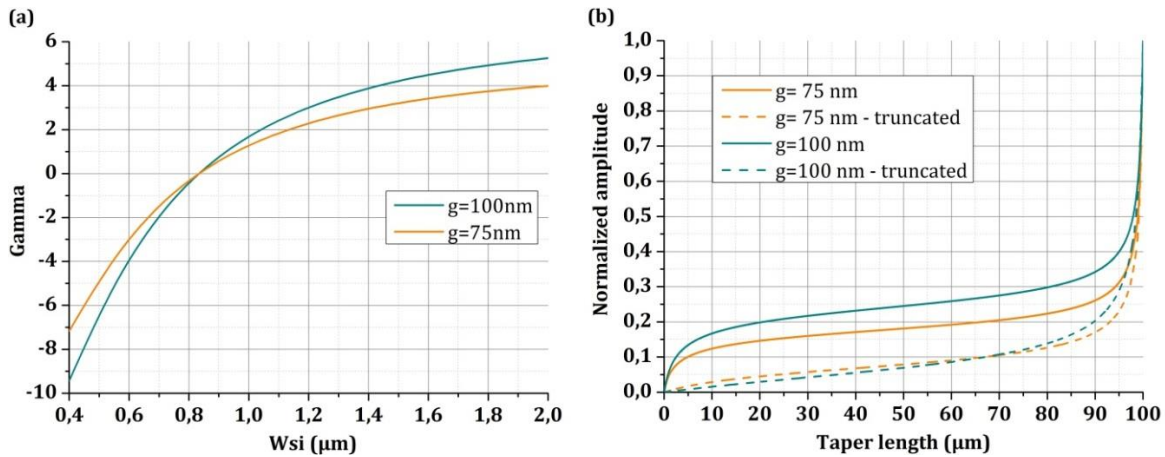 (a)
6
4
2
0
-2
-4
-6
-8
-10
Gamma
g=100nm
g=75nm
0,4 0,6 0,8 1,0 1,2 1,4 1,6 1,8 2,0
Wsi (µm)
(b)
1,0
0,9
0,8
0,7
0,6
0,5
0,4
0,3
0,2
0,1
0,0
Normalized amplitude
g= 75 nm
g= 75 nm - truncated
g=100 nm
g=100 nm - truncated
0 10 20 30 40 50 60 70 80 90 100
Taper length (µm)